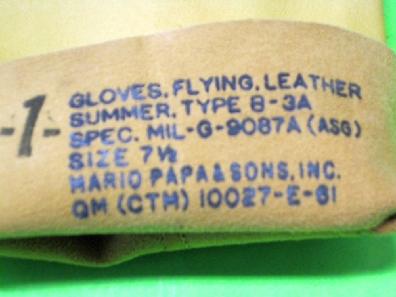 -1-
GLOVES, FLYING, LEATHER
SUMMER, TYPE B-3A
SPEC. MIL-G-9087A (ASG)
SIZE 7½
MARIO PAPA & SONS, INC.
QM (CTM) 10027-E-61